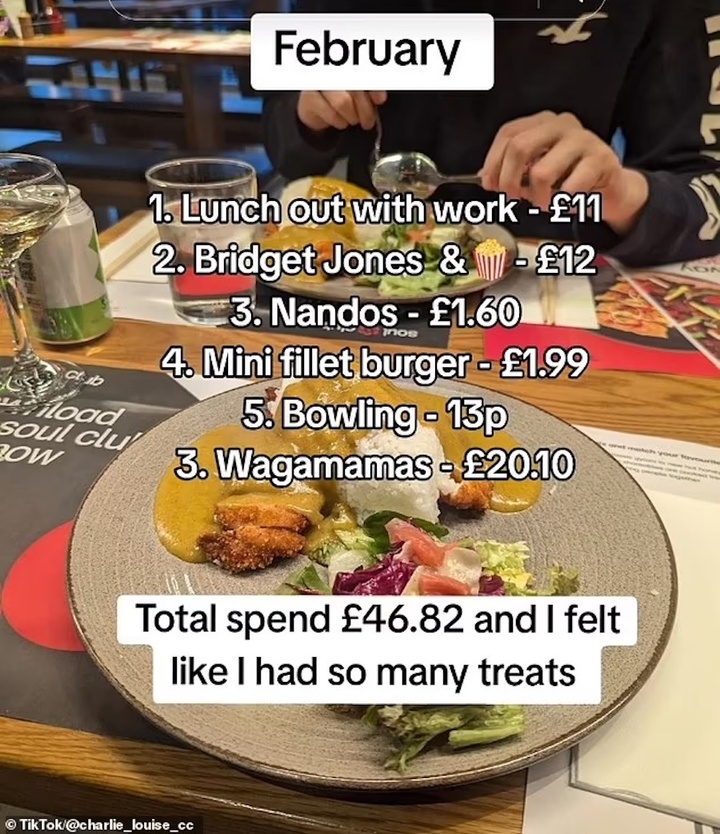 February
1. Lunch out with work - £11
2. Bridget Jones & 🍿 - £12
3. Nandos - £1.60
4. Mini fillet burger - £1.99
5. Bowling - 13p
3. Wagamamas - £20.10
club
nload
soul clu
now
Total spend £46.82 and I felt
like I had so many treats
© TikTok/@charlie_louise_cc